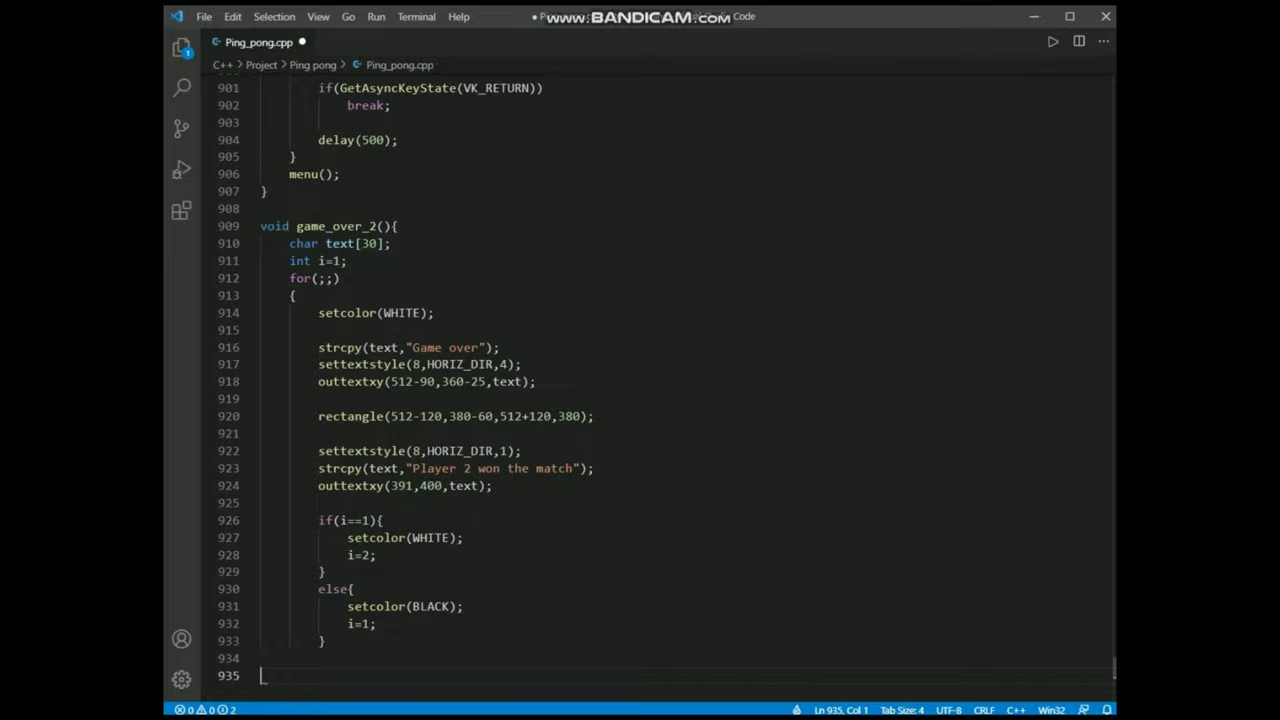 File Edit Selection View Go Run Terminal Help
www.BANDICAM.com
Code
Ping_pong.cpp
C++ > Project > Ping pong > Ping_pong.cpp
1
901 if(GetAsyncKeyState(VK_RETURN))
902 break;
903
904 delay(500);
905 }
906 menu();
907 }
908
909 void game_over_2(){
910 char text[30];
911 int i=1;
912 for(;;)
913 {
914 setcolor(WHITE);
915
916 strcpy(text,"Game over");
917 settextstyle(8,HORIZ_DIR,4);
918 outtextxy(512-90,360-25,text);
919
920 rectangle(512-120,380-60,512+120,380);
921
922 settextstyle(8,HORIZ_DIR,1);
923 strcpy(text,"Player 2 won the match");
924 outtextxy(391,400,text);
925
926 if(i==1){
927 setcolor(WHITE);
928 i=2;
929 }
930 else{
931 setcolor(BLACK);
932 i=1;
933 }
934
935
0 0 2 Ln 935, Col 1 Tab Size: 4 UTF-8 CRLF C++ Win32